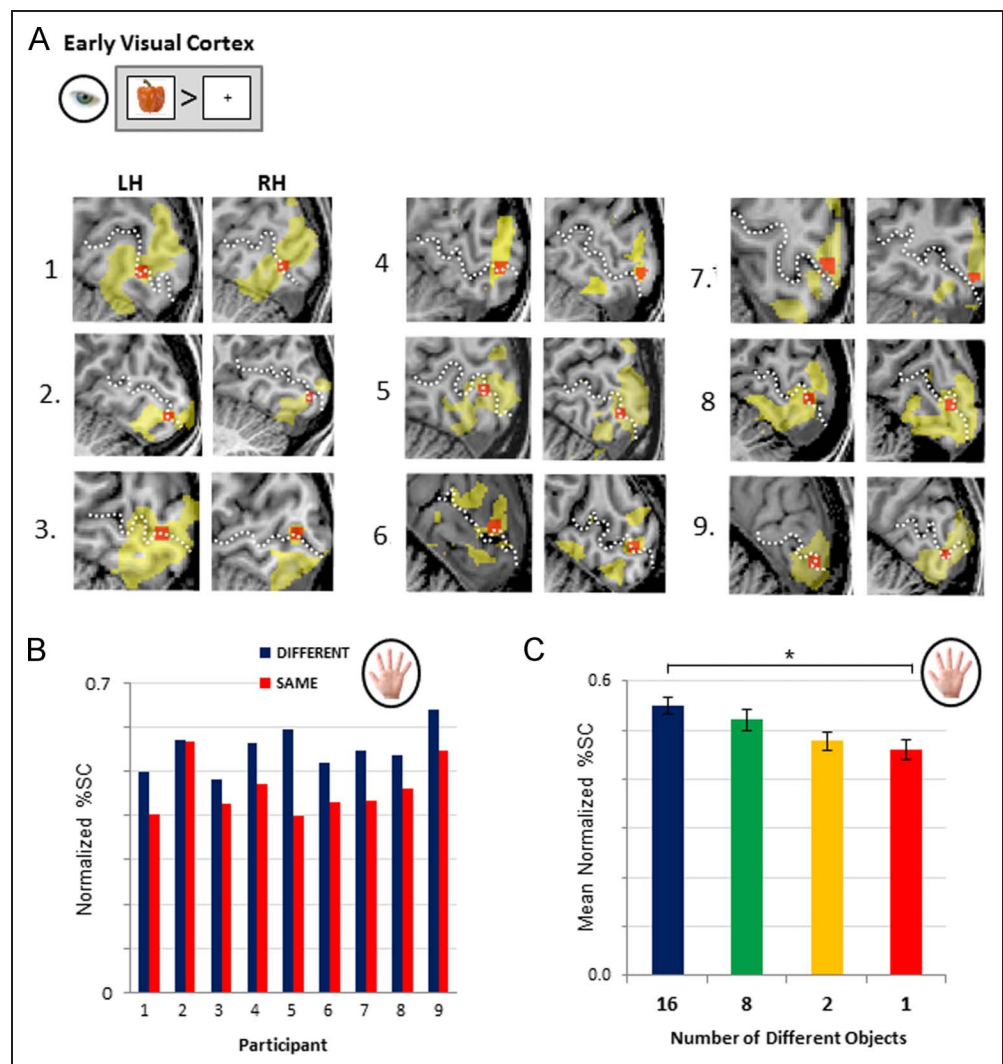 A Early Visual Cortex
> +
LH RH
1.
4
7.
2.
5
8
3.
6
9.
B
DIFFERENT
SAME
0.7
Normalized %SC
0
1 2 3 4 5 6 7 8 9
Participant
C
*
0.6
Mean Normalized %SC
0.0
16 8 2 1
Number of Different Objects